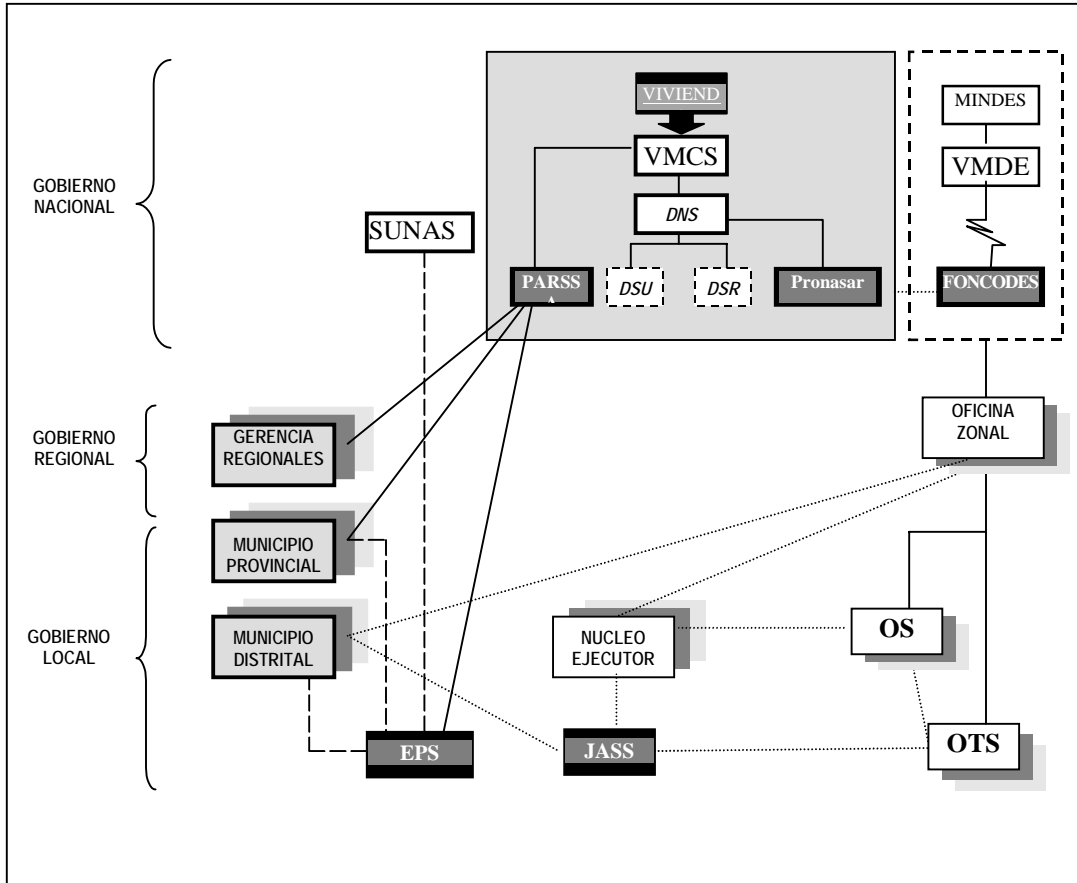 VIVIEND
MINDES
VMCS
VMDE
GOBIERNO
NACIONAL
DNS
SUNAS
PARSS
A
DSU
DSR
Pronasar
FONCODES
OFICINA
ZONAL
GOBIERNO
REGIONAL
GERENCIA
REGIONALES
MUNICIPIO
PROVINCIAL
GOBIERNO
LOCAL
MUNICIPIO
DISTRITAL
NUCLEO
EJECUTOR
OS
EPS
JASS
OTS